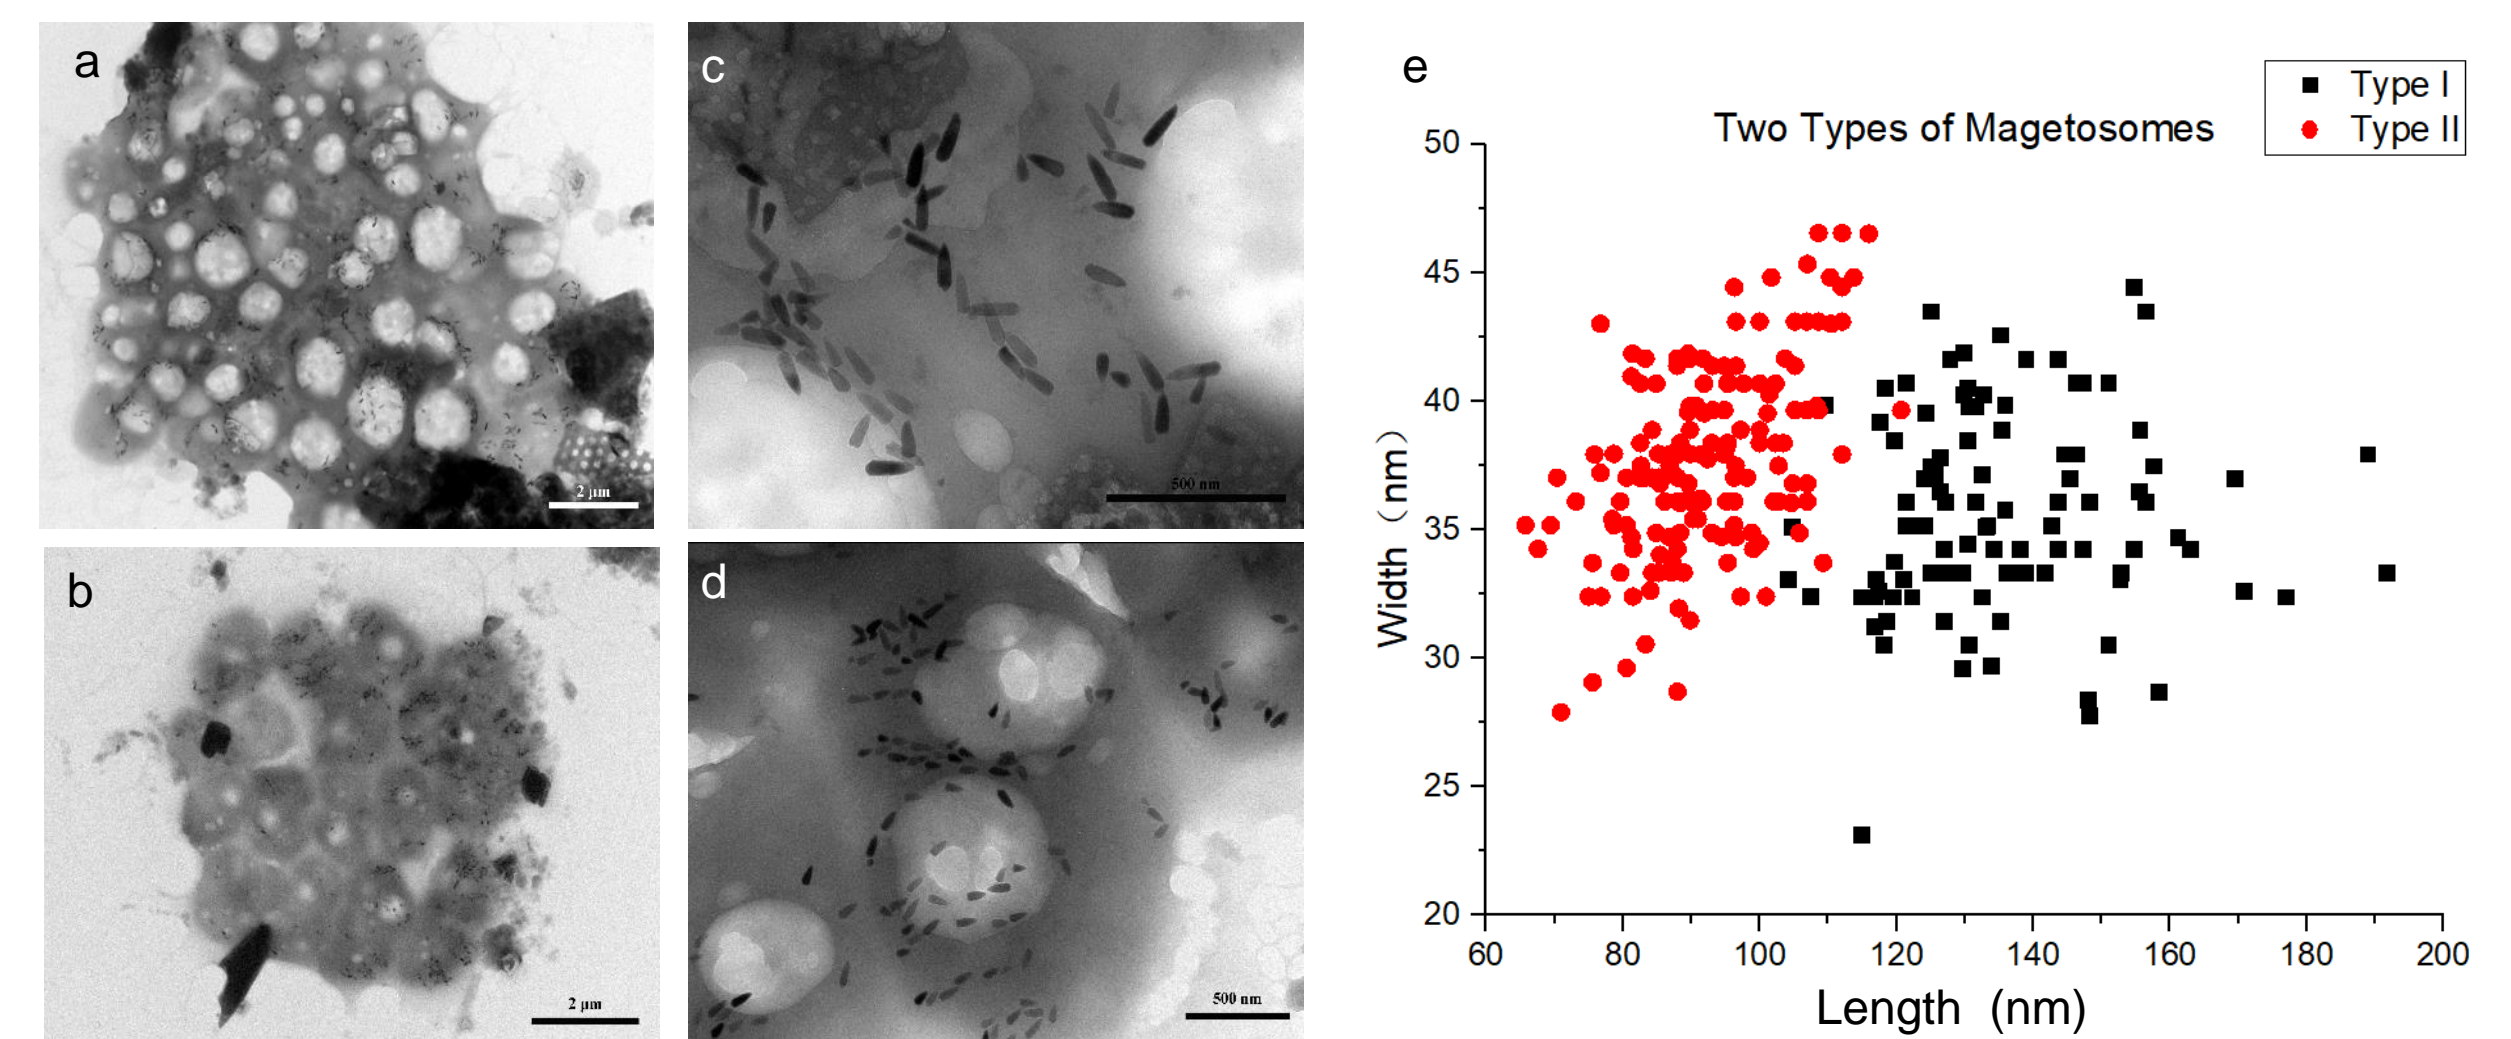 a
2 μm
b
2 μm
c
500 nm
d
500 nm
e
Type I
Type II
Two Types of Magetosomes
50
45
40
35
30
25
20
Width (nm)
60 80 100 120 140 160 180 200
Length (nm)